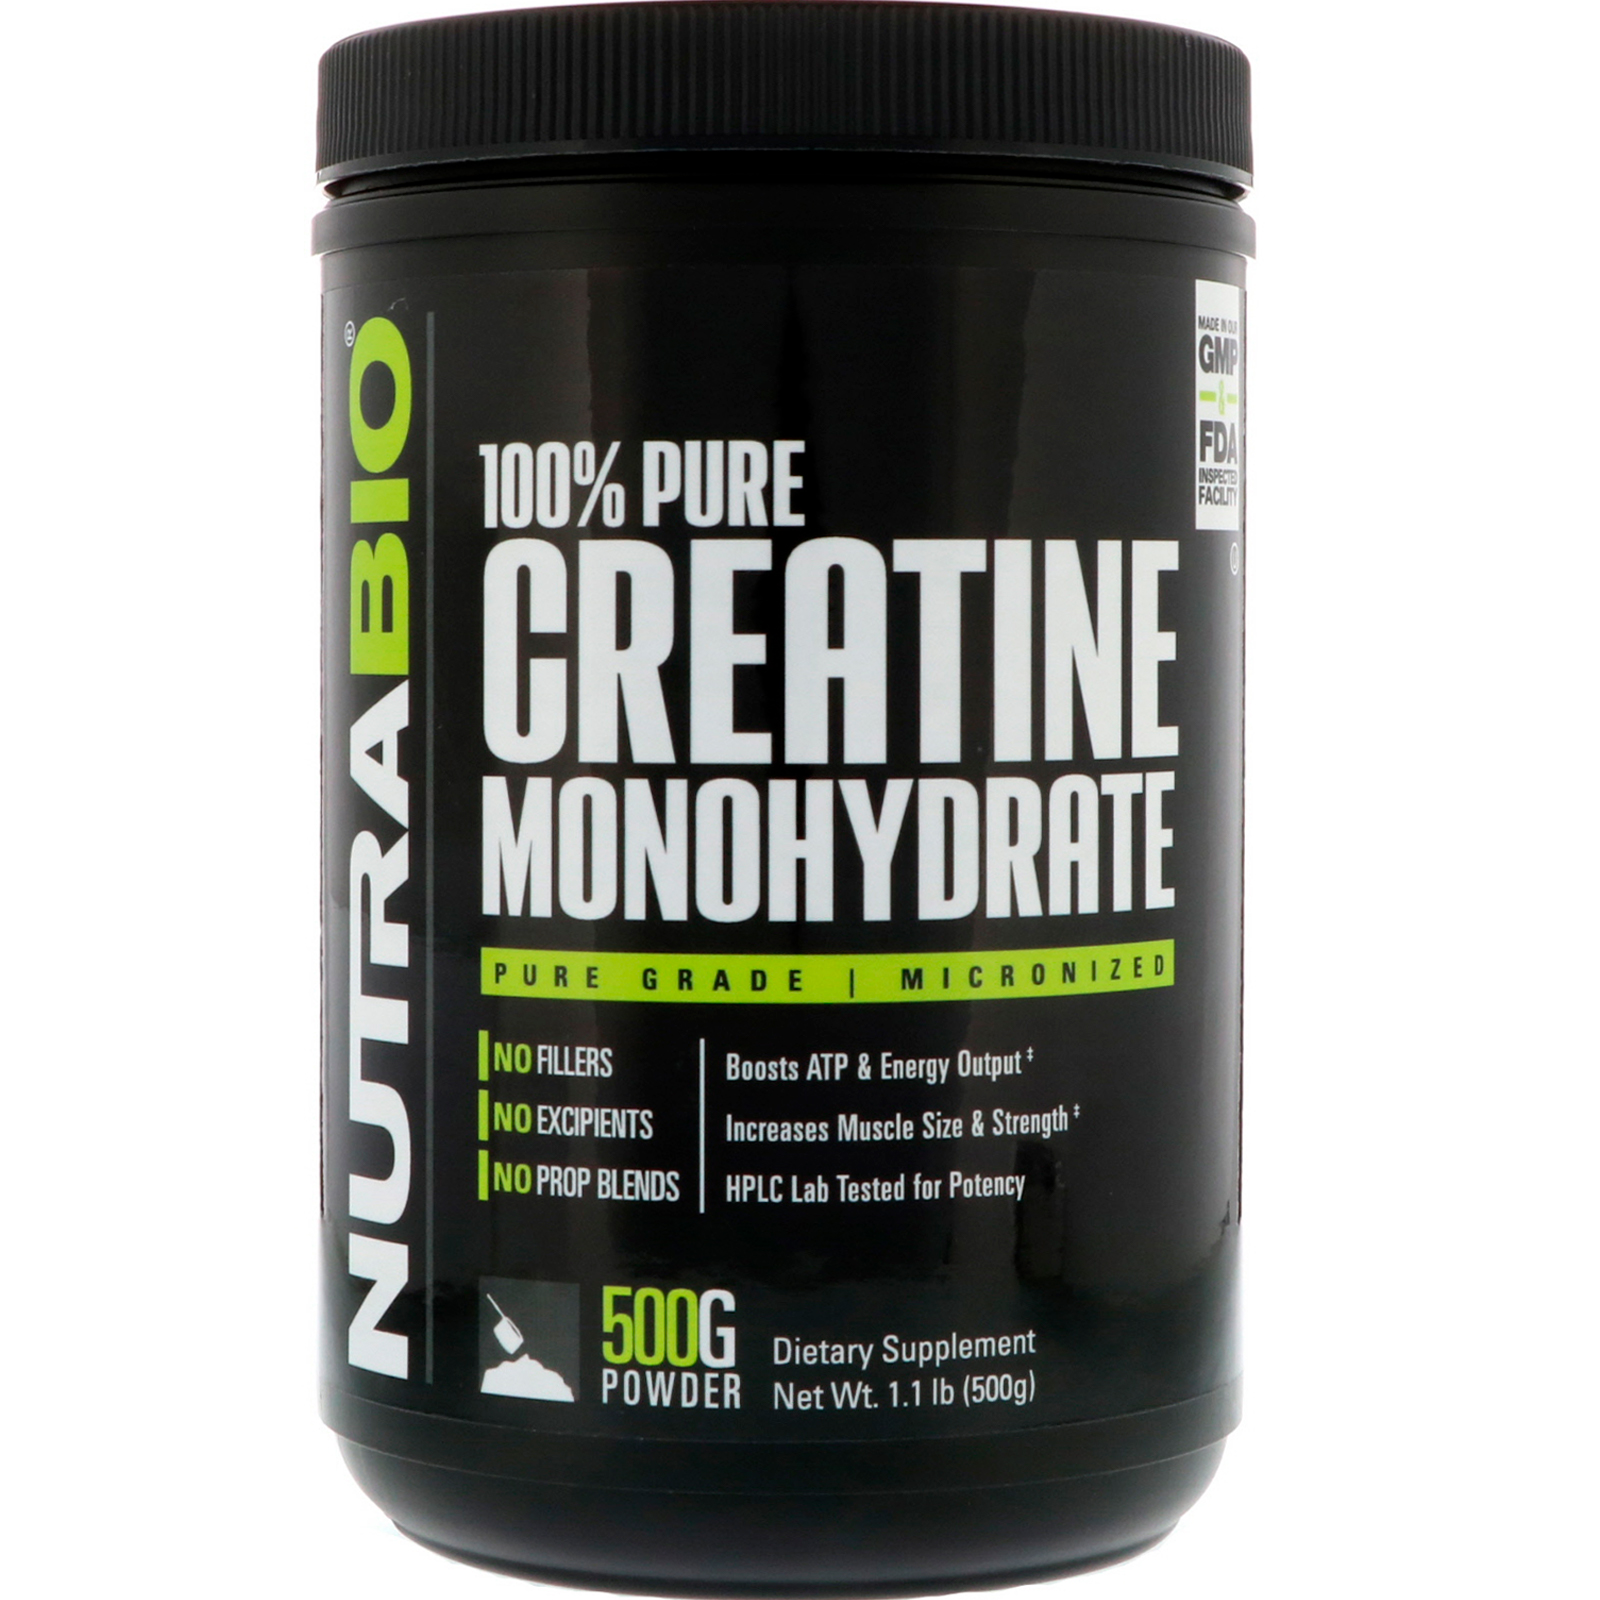 NUTRABIO®
MADE IN OUR
GMP
&
FDA
INSPECTED
FACILITY
100% PURE
CREATINE
MONOHYDRATE
PURE GRADE | MICRONIZED
NO FILLERS
NO EXCIPIENTS
NO PROP BLENDS
Boosts ATP & Energy Output‡
Increases Muscle Size & Strength‡
HPLC Lab Tested for Potency
500G
POWDER
Dietary Supplement
Net Wt. 1.1 lb (500g)